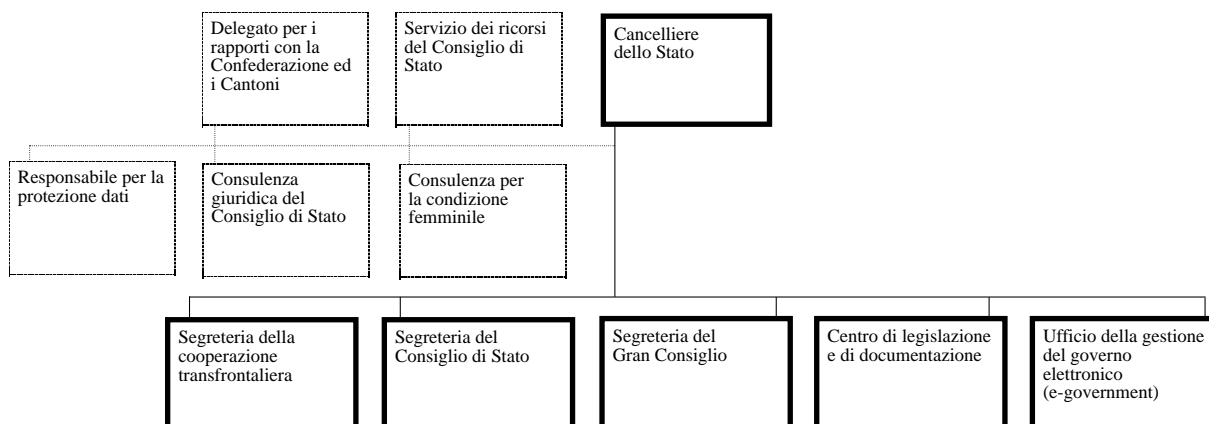 Delegato per i
rapporti con la
Confederazione ed
i Cantoni
Servizio dei ricorsi
del Consiglio di
Stato
Cancelliere
dello Stato
Responsabile per la
protezione dati
Consulenza
giuridica del
Consiglio di Stato
Consulenza per
la condizione
femminile
Segreteria della
cooperazione
transfrontaliera
Segreteria del
Consiglio di Stato
Segreteria del
Gran Consiglio
Centro di legislazione
e di documentazione
Ufficio della gestione
del governo
elettronico
(e-government)